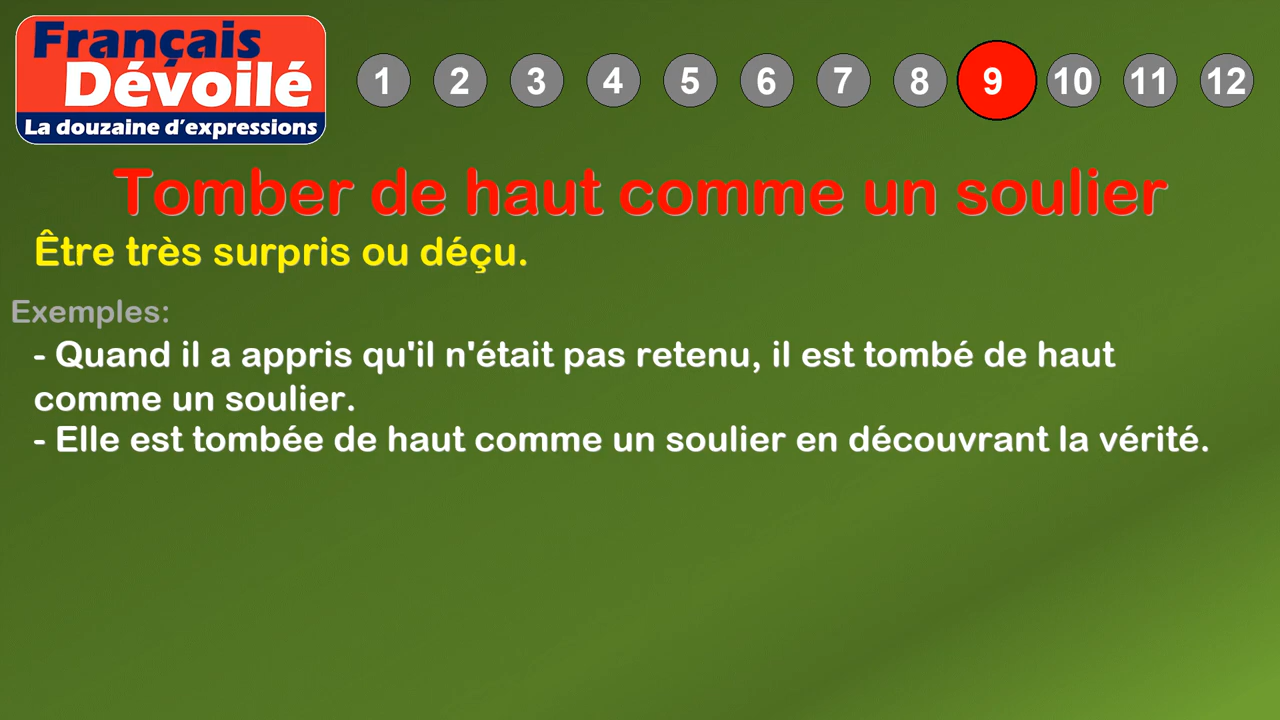 Français
Dévoilé
La douzaine d'expressions
1 2 3 4 5 6 7 8 9 10 11 12
Tomber de haut comme un soulier
Être très surpris ou déçu.
Exemples:
- Quand il a appris qu'il n'était pas retenu, il est tombé de haut
comme un soulier.
- Elle est tombée de haut comme un soulier en découvrant la vérité.